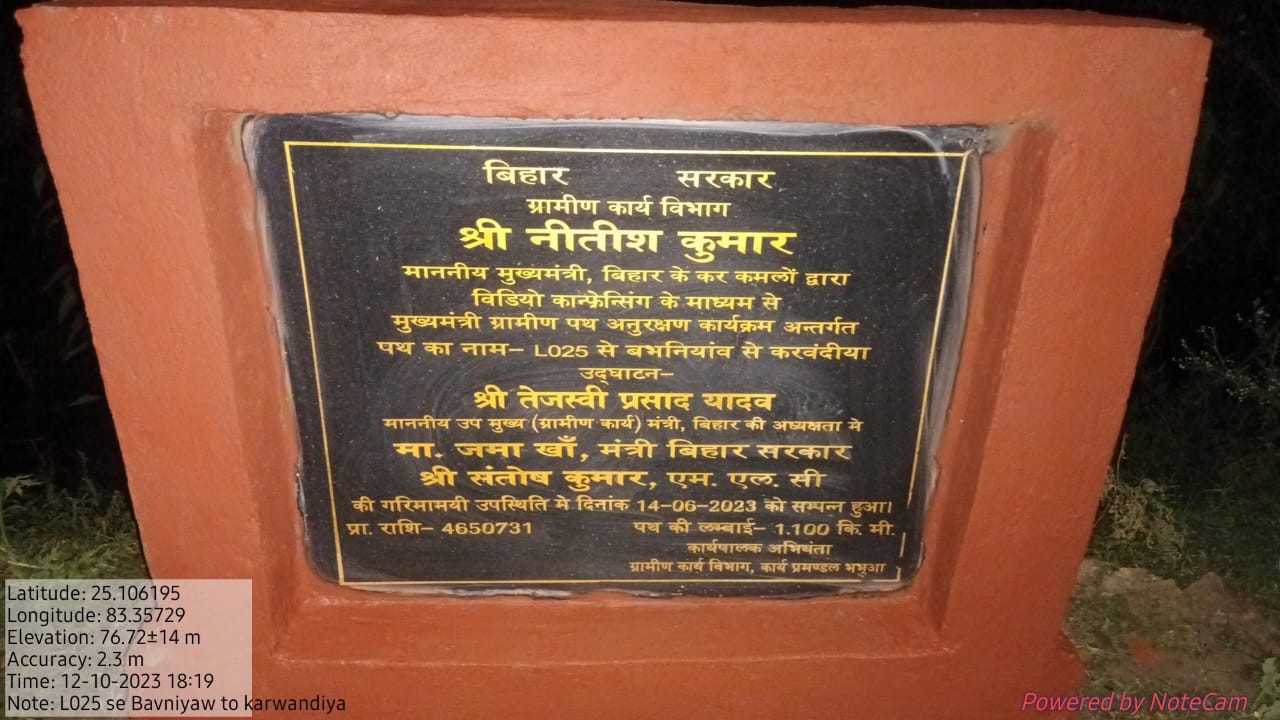 बिहार सरकार
ग्रामीण कार्य विभाग
श्री नीतीश कुमार
माननीय मुख्यमंत्री, बिहार के कर कमलों द्वारा
विडियो कान्फ्रेन्सिंग के माध्यम से
मुख्यमंत्री ग्रामीण पथ अनुरक्षण कार्यक्रम अन्तर्गत
पथ का नाम– L025 से बभनियांव से करवंदीया
उद्घाटन–
श्री तेजस्वी प्रसाद यादव
माननीय उप मुख्य (ग्रामीण कार्य) मंत्री, बिहार की अध्यक्षता मे
मा. जमा खाँ, मंत्री बिहार सरकार
श्री संतोष कुमार, एम. एल. सी
की गरिमामयी उपस्थिति मे दिनांक 14-06-2023 को सम्पन्न हुआ।
प्रा. राशि– 4650731 पथ की लम्बाई– 1.100 कि. मी.
कार्यपालक अभियंता
ग्रामीण कार्य विभाग, कार्य प्रमण्डल भभुआ
Latitude: 25.106195
Longitude: 83.35729
Elevation: 76.72±14 m
Accuracy: 2.3 m
Time: 12-10-2023 18:19
Note: L025 se Bavniyaw to karwandiya
Powered by NoteCam